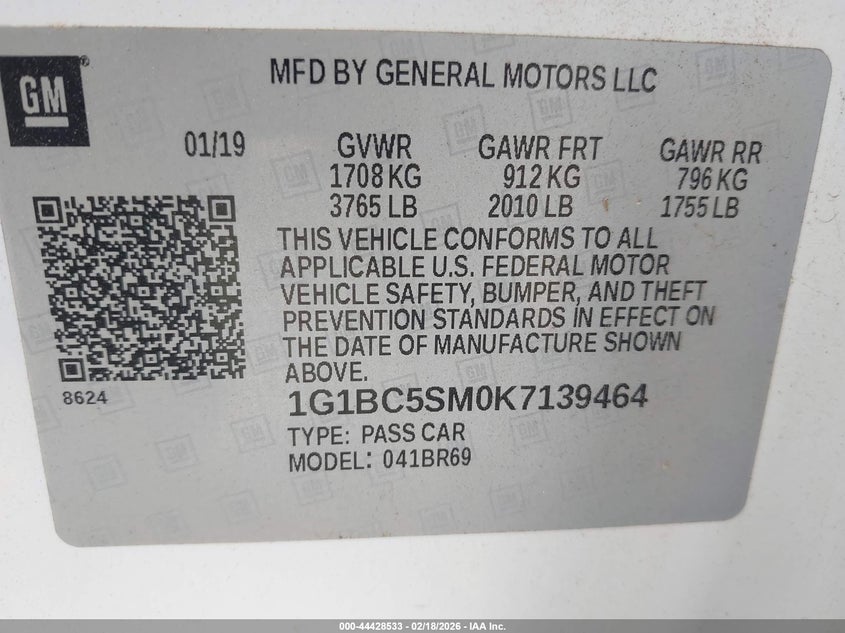 GM®
MFD BY GENERAL MOTORS LLC
01/19 GVWR GAWR FRT GAWR RR
1708 KG 912 KG 796 KG
3765 LB 2010 LB 1755 LB
THIS VEHICLE CONFORMS TO ALL
APPLICABLE U.S. FEDERAL MOTOR
VEHICLE SAFETY, BUMPER, AND THEFT
PREVENTION STANDARDS IN EFFECT ON
THE DATE OF MANUFACTURE SHOWN
ABOVE.
8624
1G1BC5SM0K7139464
TYPE: PASS CAR
MODEL: 041BR69
000-44428533 - 02/18/2026 - IAA Inc.